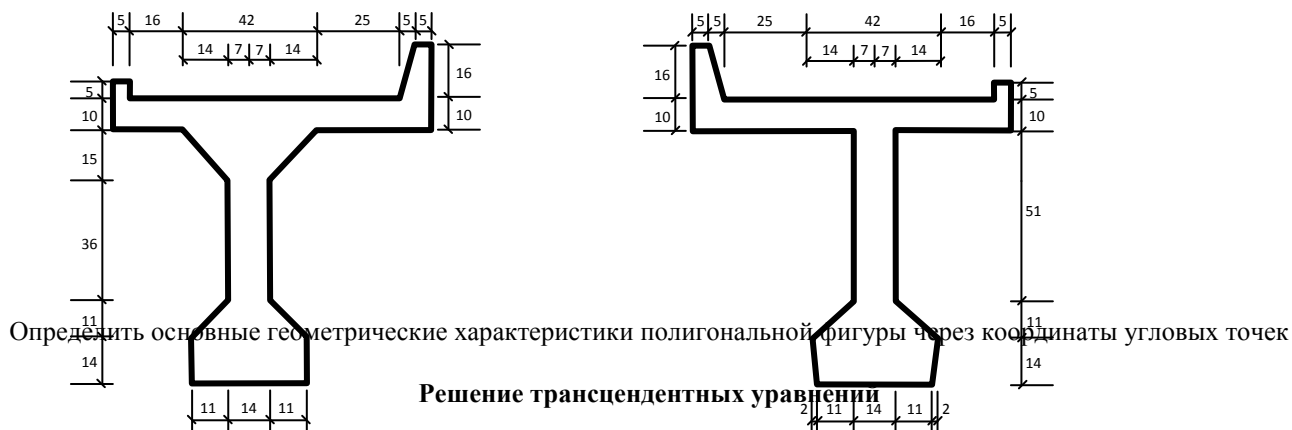 5 16 42 25 5 5
14 7 7 14
5 16
10 10
15
36
11
14
11 14 11
5 5 25 42 16 5
14 7 7 14
16 5
10 10
51
11
14
2 11 14 11 2
Определить основные геометрические характеристики полигональной фигуры через координаты угловых точек
Решение трансцендентных уравнений